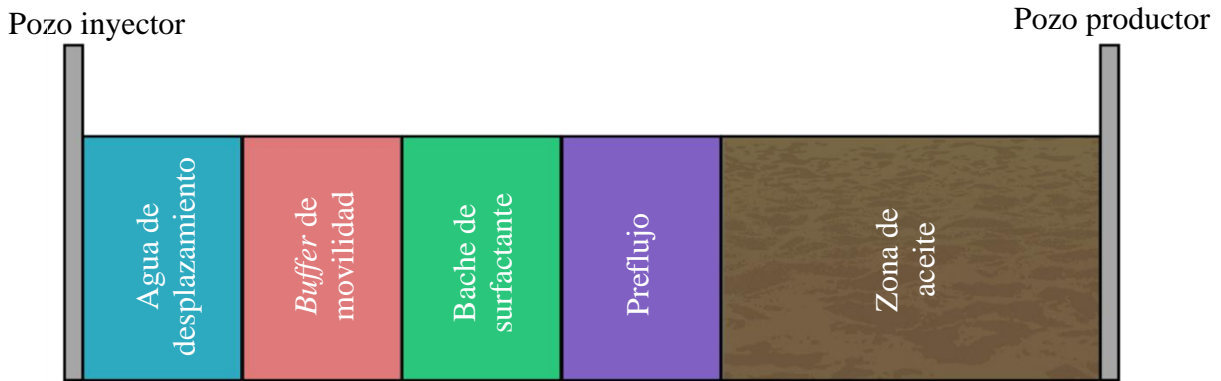 Pozo inyector
Pozo productor
Agua de
desplazamiento
Buffer de
movilidad
Bache de
surfactante
Preflujo
Zona de
aceite